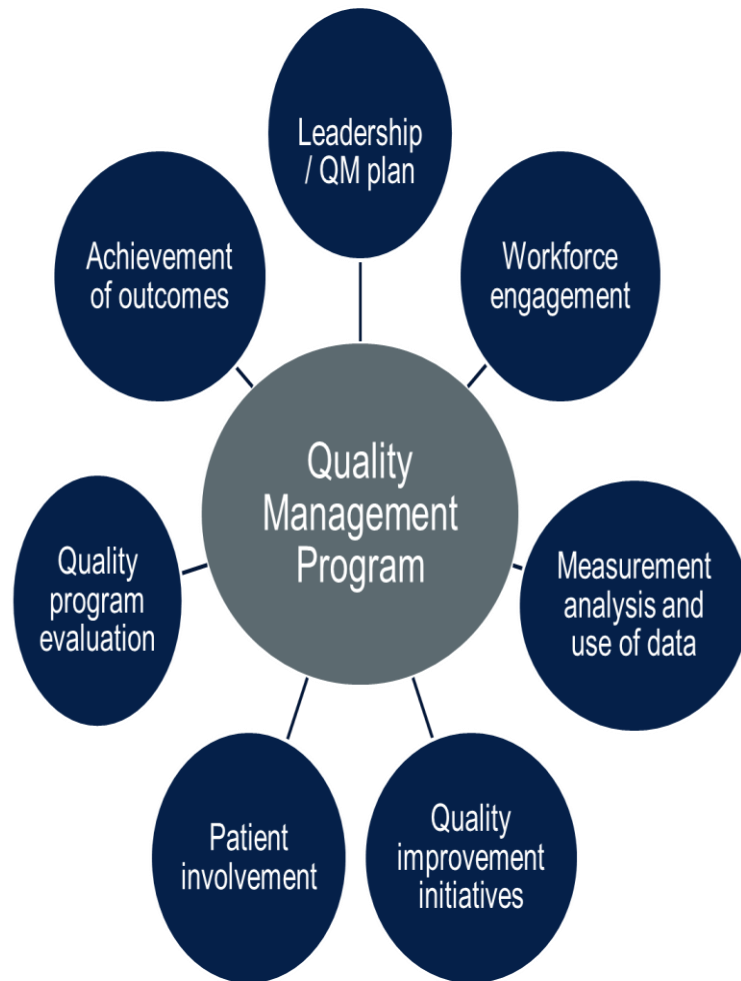 Leadership
/ QM plan
Workforce
engagement
Measurement
analysis and
use of data
Quality
improvement
initiatives
Patient
involvement
Quality
program
evaluation
Achievement
of outcomes
Quality
Management
Program